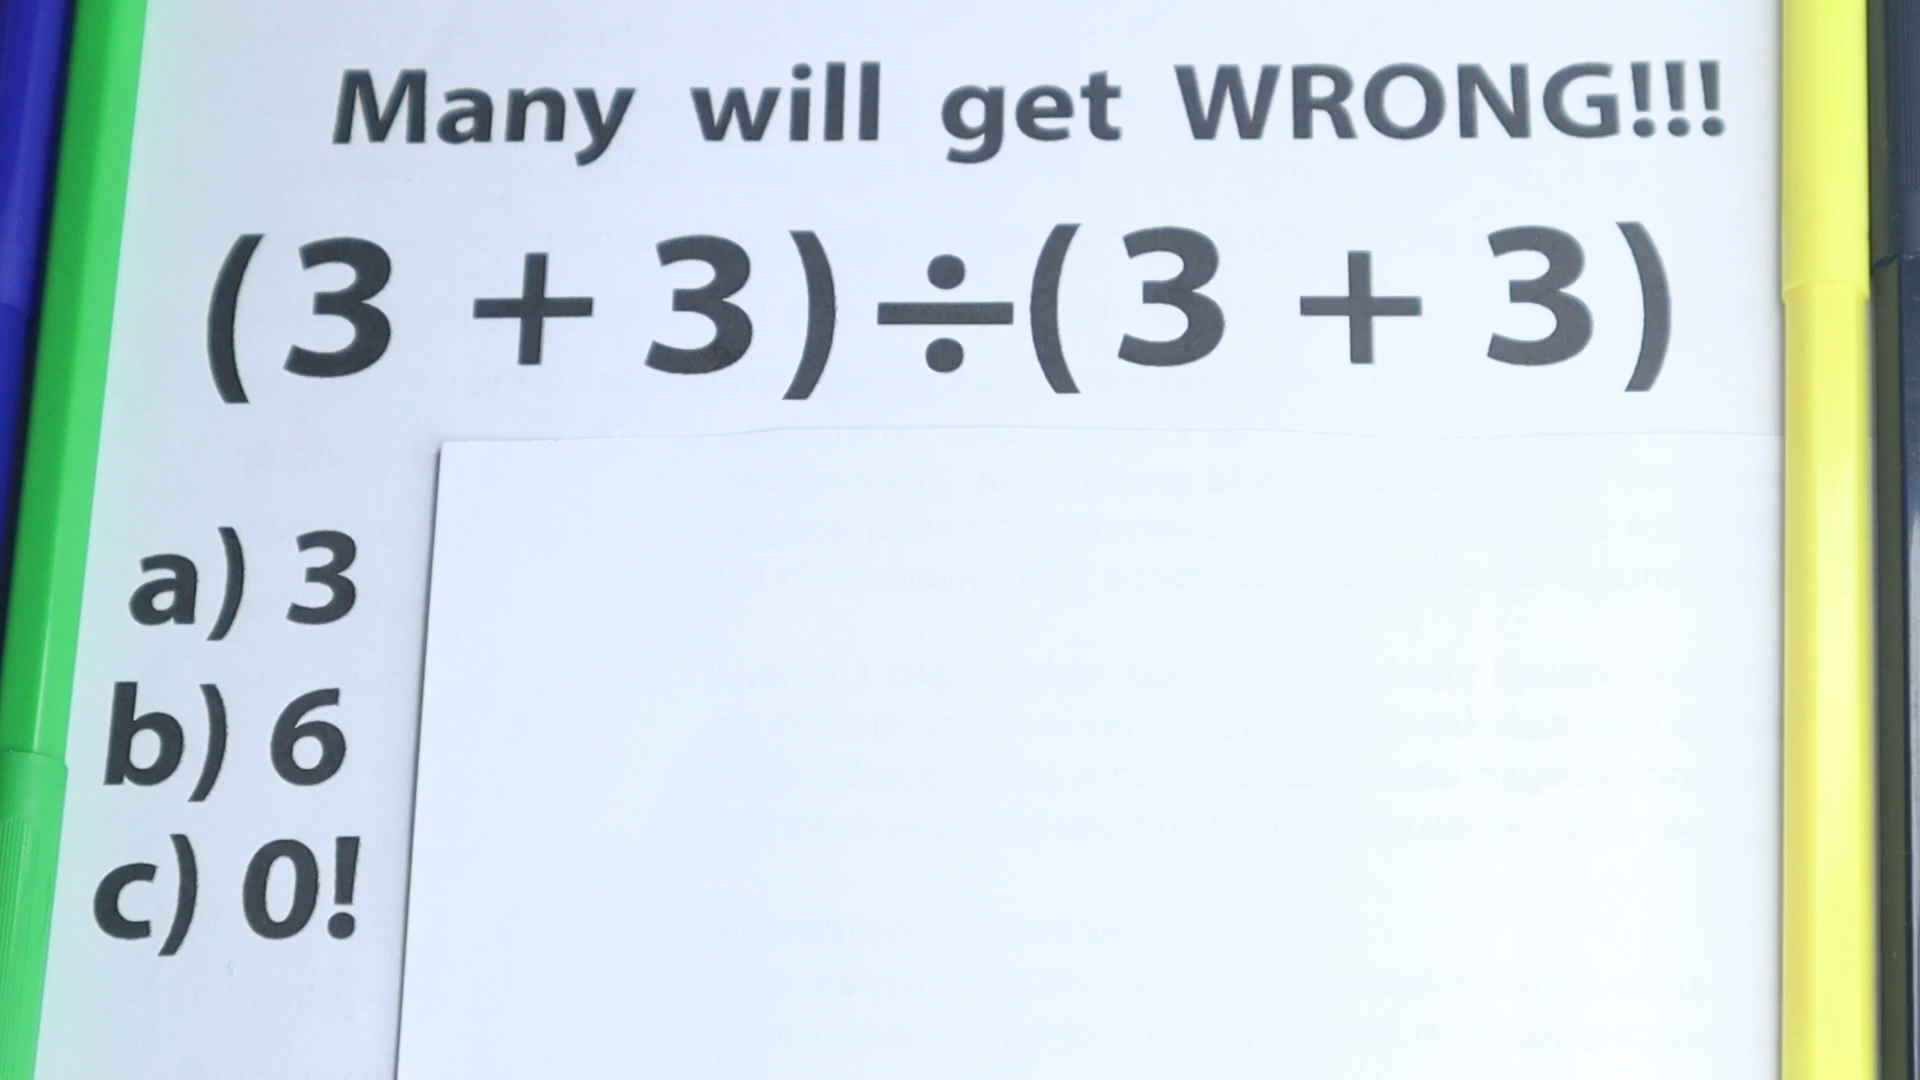 Many will get WRONG!!!
(3 + 3) ÷ (3 + 3)
a) 3
b) 6
c) 0!